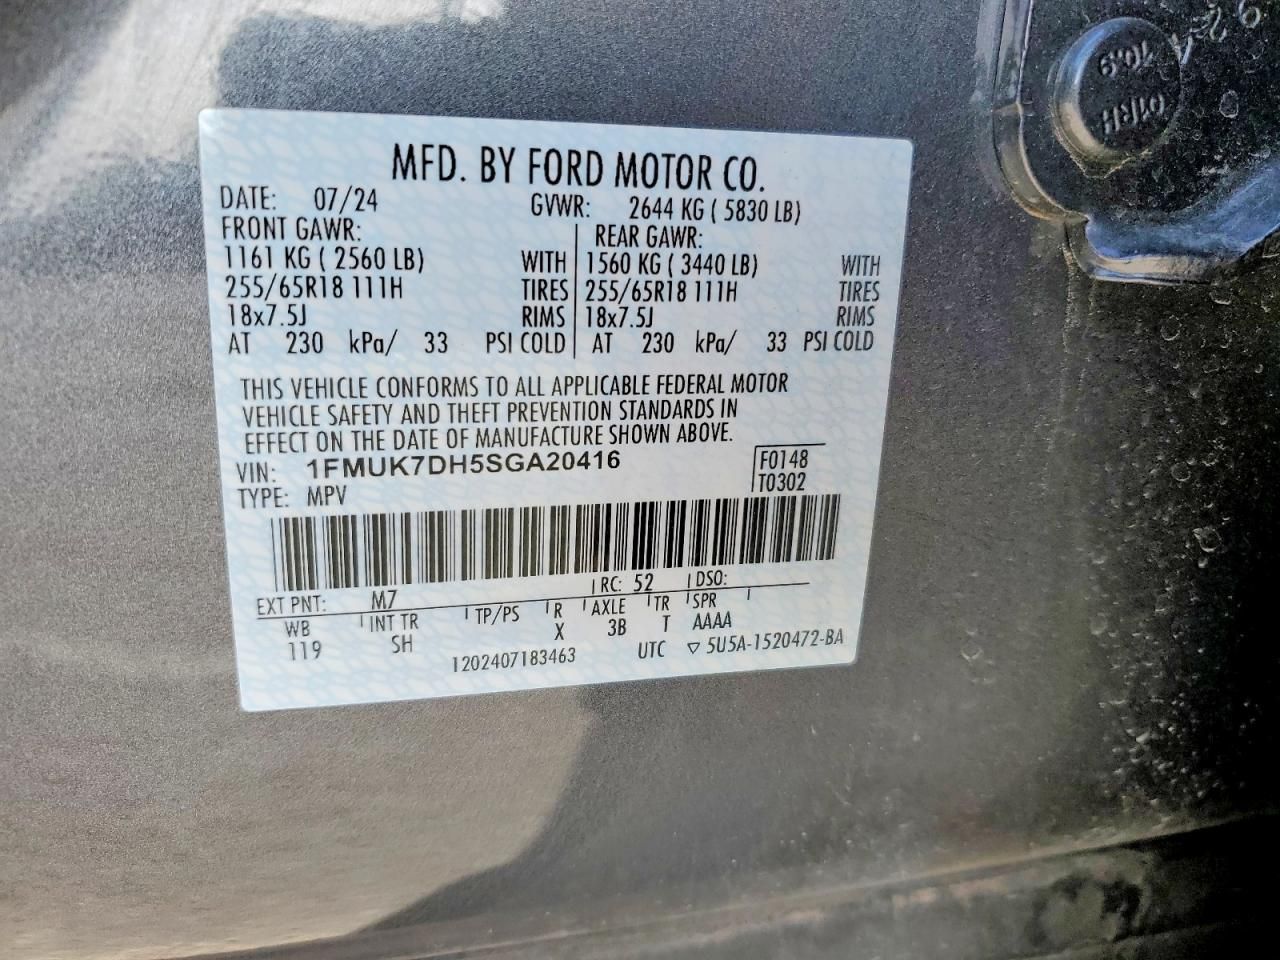 MFD. BY FORD MOTOR CO.
DATE: 07/24 GVWR: 2644 KG ( 5830 LB)
FRONT GAWR: REAR GAWR:
1161 KG ( 2560 LB) WITH 1560 KG ( 3440 LB) WITH
255/65R18 111H TIRES 255/65R18 111H TIRES
18x7.5J RIMS 18x7.5J RIMS
AT 230 kPa/ 33 PSI COLD AT 230 kPa/ 33 PSI COLD
THIS VEHICLE CONFORMS TO ALL APPLICABLE FEDERAL MOTOR
VEHICLE SAFETY AND THEFT PREVENTION STANDARDS IN
EFFECT ON THE DATE OF MANUFACTURE SHOWN ABOVE.
VIN: 1FMUK7DH5SGA20416 F0148
TYPE: MPV T0302
EXT PNT: M7 RC: 52 DSO:
WB INT TR TP/PS R AXLE TR SPR
119 SH X 3B T AAAA
1202407183463 UTC ▽ 5U5A-1520472-BA
10.9
01RH